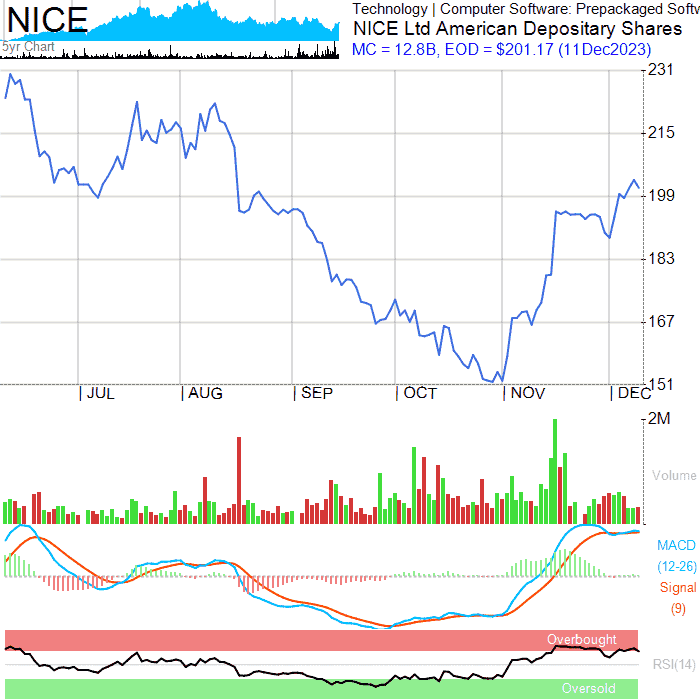 NICE
5yr Chart
Technology | Computer Software: Prepackaged Softw
NICE Ltd American Depositary Shares
MC = 12.8B, EOD = $201.17 (11Dec2023)
231
215
199
183
167
151
JUL AUG SEP OCT NOV DEC
2M
Volume
MACD
(12-26)
Signal
(9)
Overbought
RSI(14)
Oversold